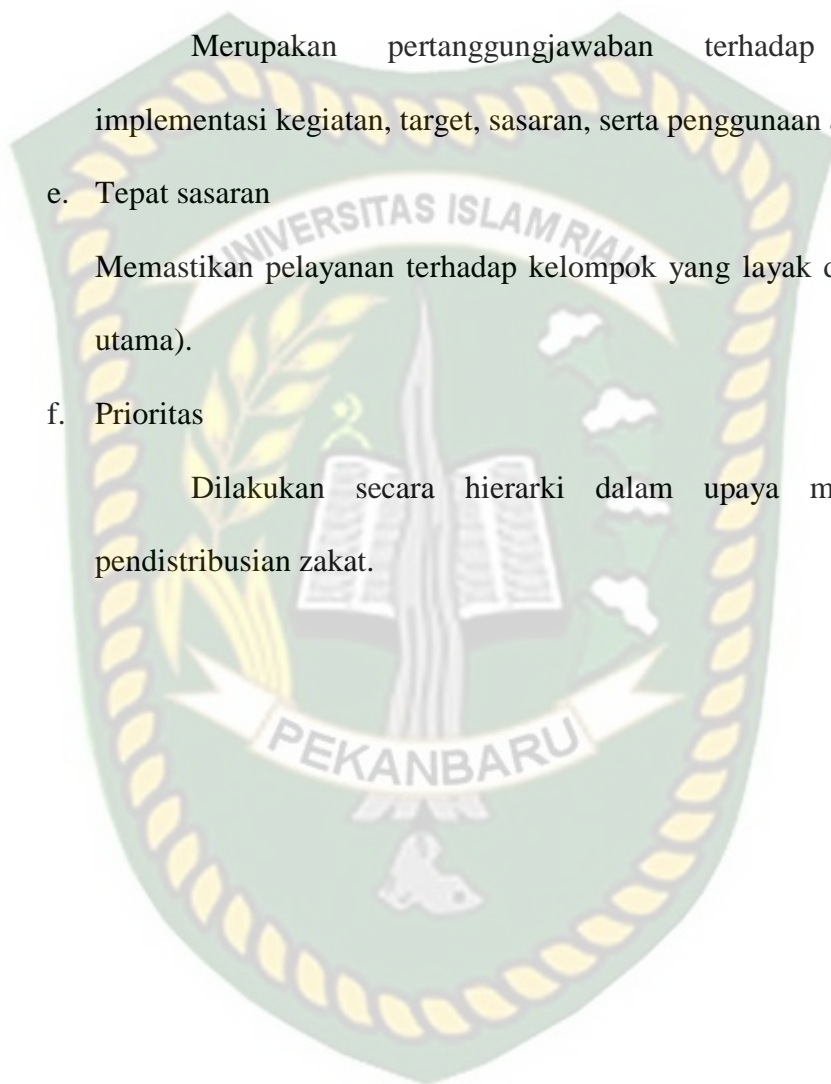 Merupakan pertanggungjawaban terhadap
implementasi kegiatan, target, sasaran, serta penggunaan
e. Tepat sasaran
UNIVERSITAS ISLAM RIAU
Memastikan pelayanan terhadap kelompok yang layak
utama).
f. Prioritas
Dilakukan secara hierarki dalam upaya
pendistribusian zakat.
PEKANBARU